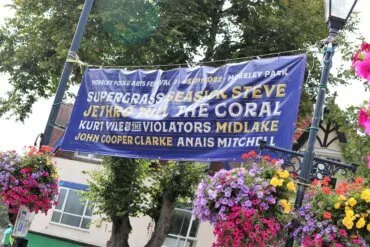 MOSELEY FOLK & ARTS FESTIVAL 2022 MOSELEY PARK
SUPERGRASS SEASICK STEVE
JETHRO TULL THE CORAL
KURT VILE & THE VIOLATORS MIDLAKE
JOHN COOPER CLARKE ANAIS MITCHELL